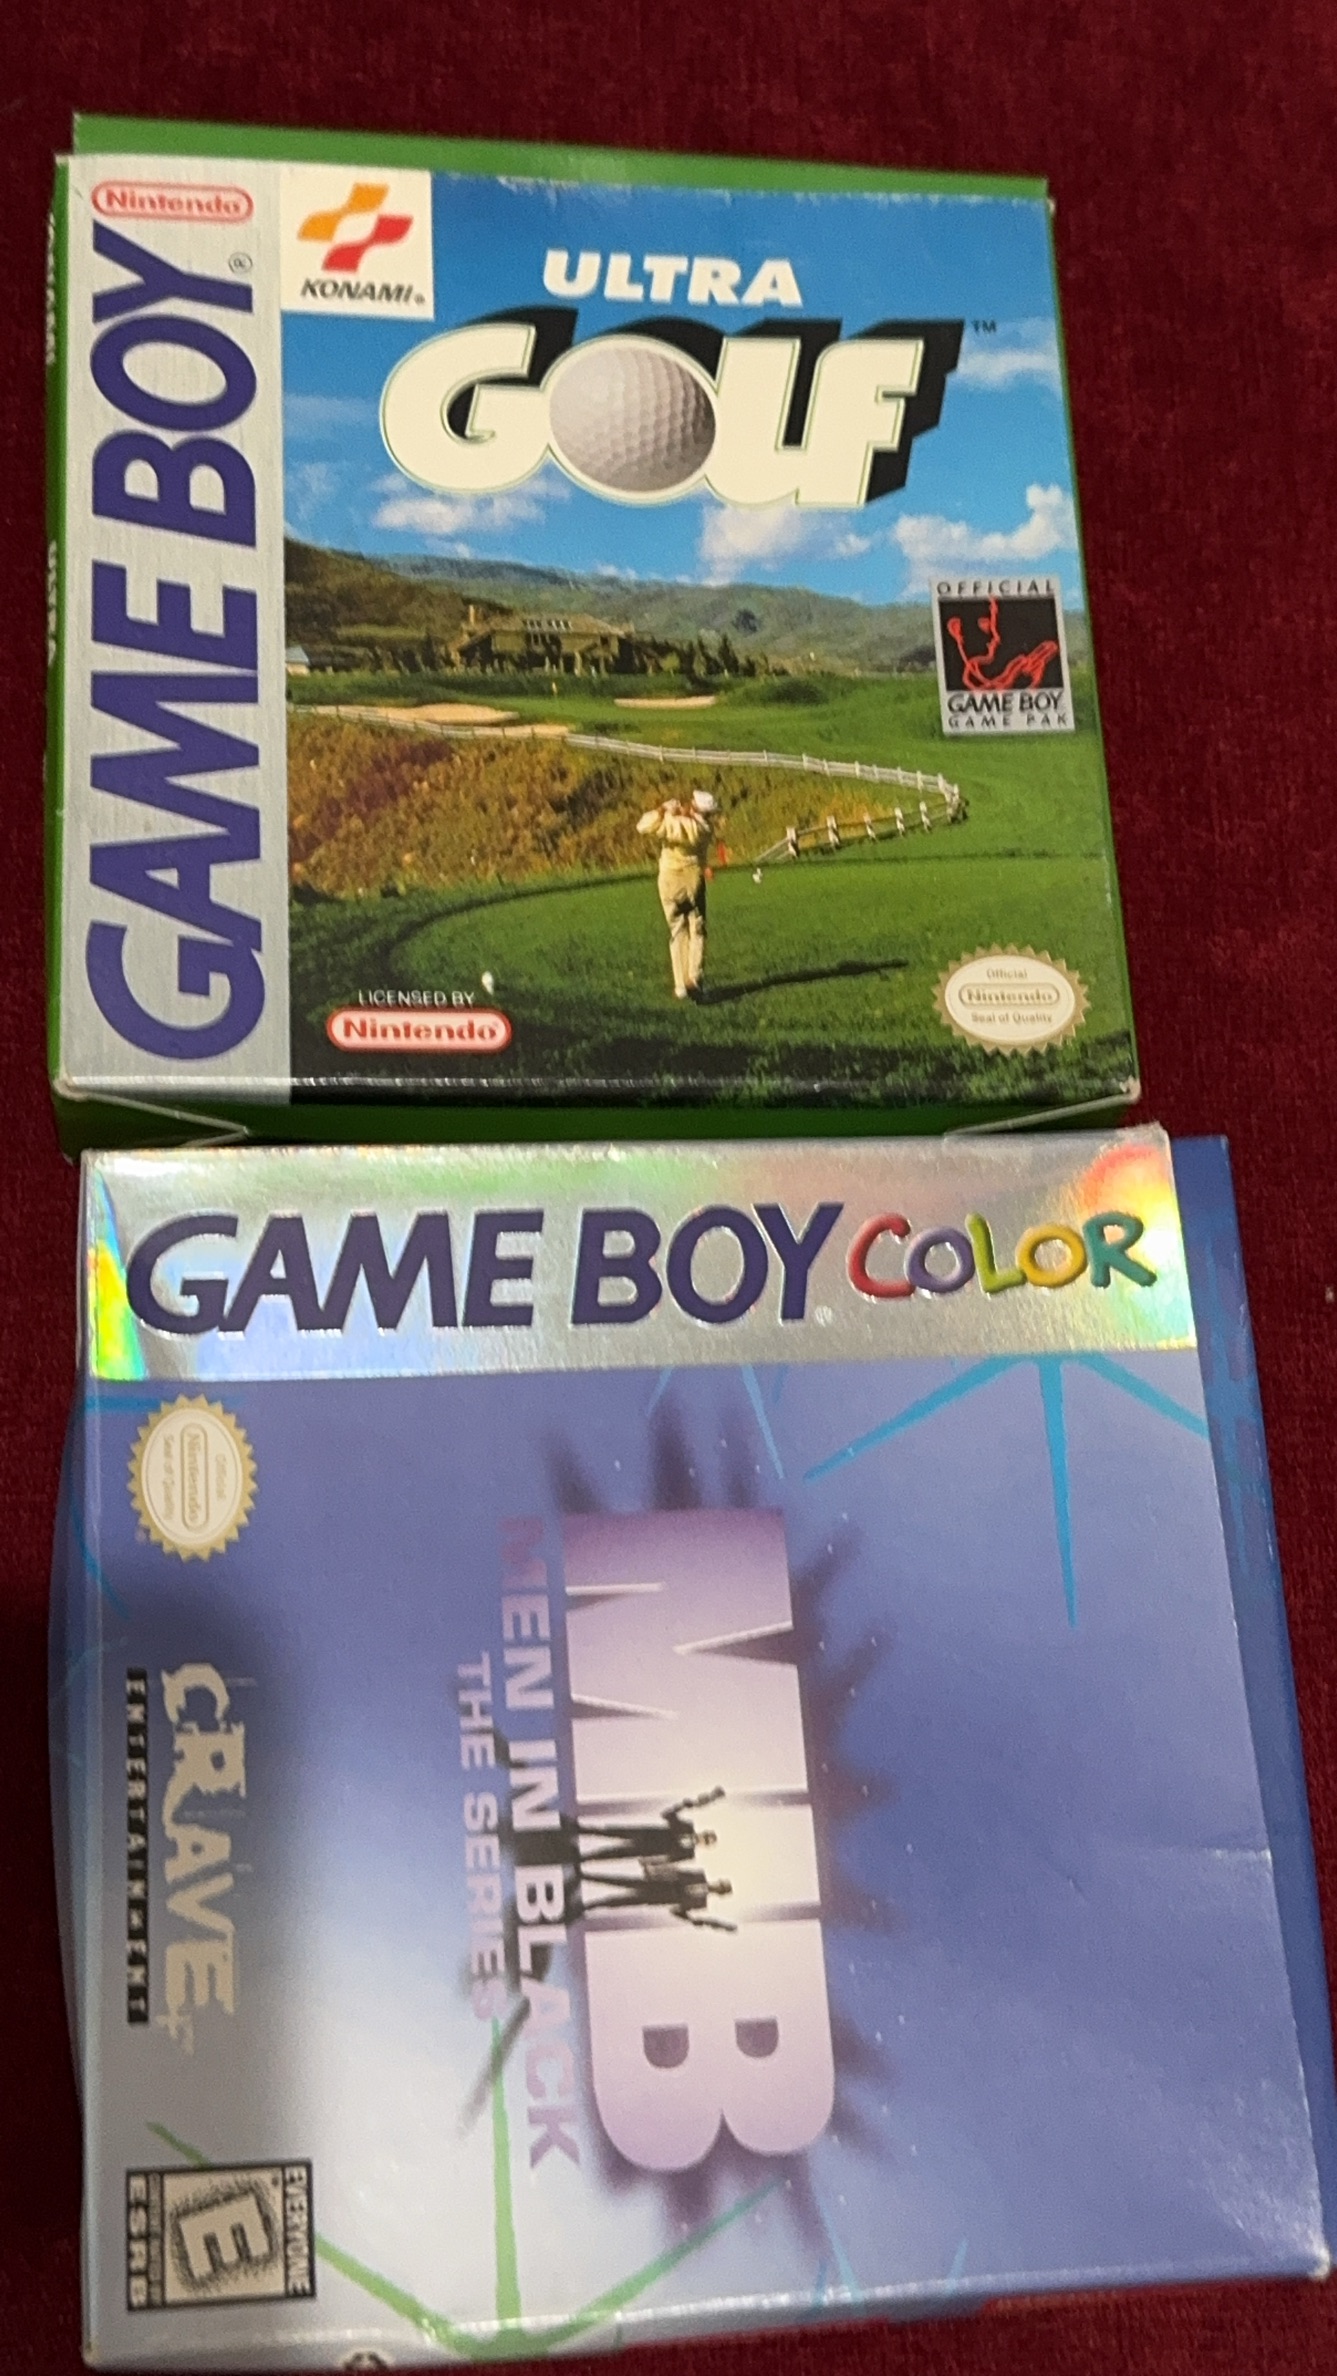 Nintendo
GAME BOY®
KONAMI®
ULTRA
GOLF™
OFFICIAL
GAME BOY
GAME PAK
LICENSED BY
Nintendo
Official
Nintendo
Seal of Quality
GAME BOY COLOR
MIB
MEN IN BLACK
THE SERIES
Official
Nintendo
Seal of Quality
CRAVE
ENTERTAINMENT
EVERYONE
E
ESRB